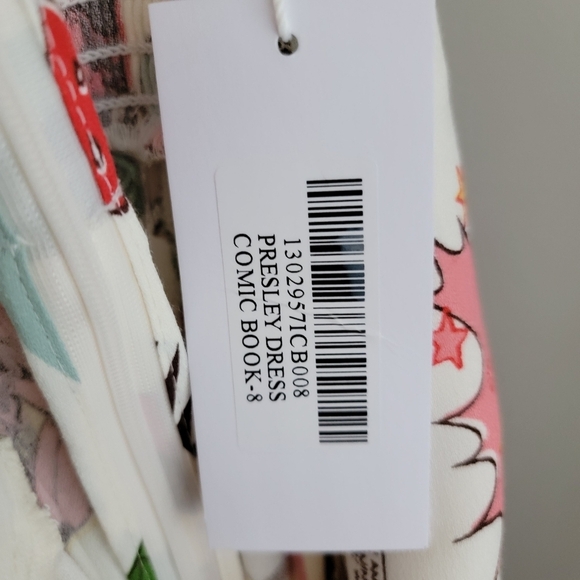 1302957ICB008
PRESLEY DRESS
COMIC BOOK-8